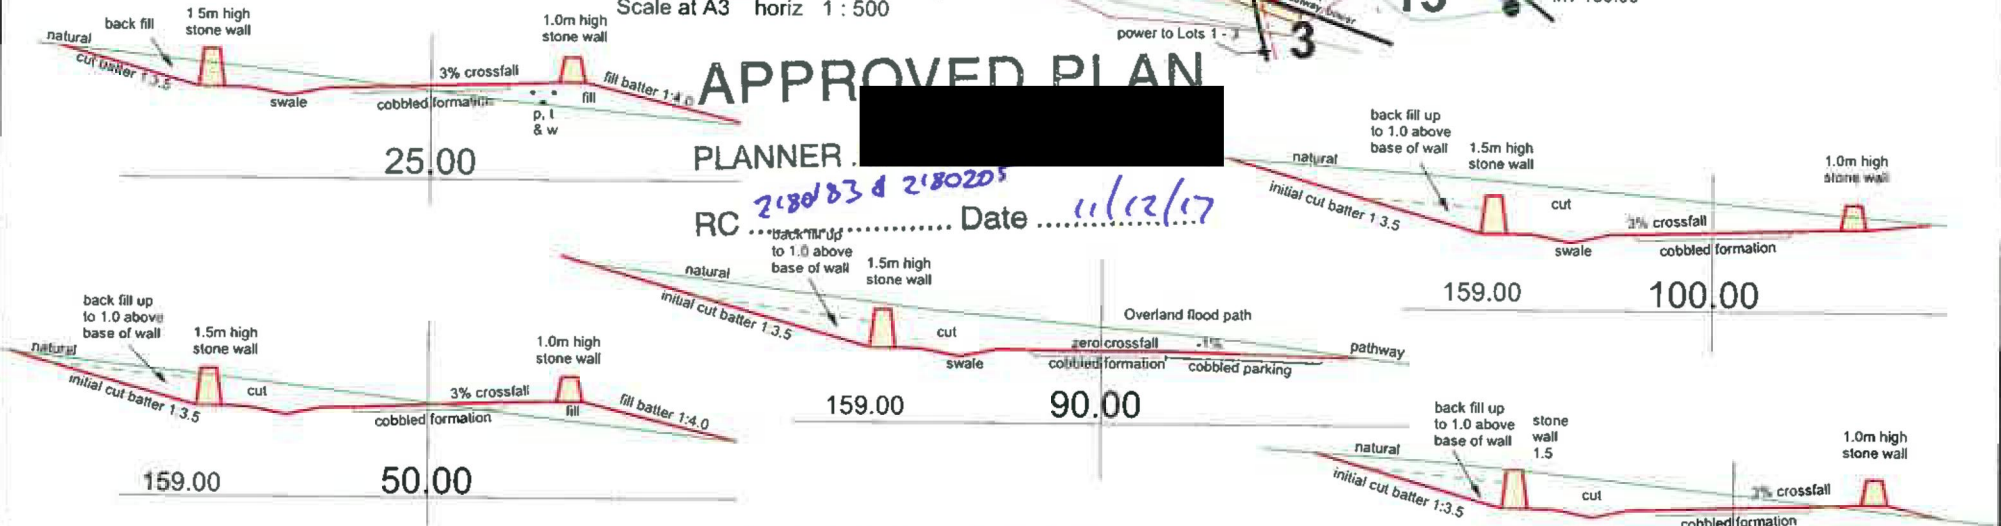 Scale at A3 horiz 1 : 500
power to Lots 1 -
3
APPROVED PLAN
PLANNER
RC 2180183 & 2180205 Date 11/12/17
natural
back fill
1 5m high
stone wall
1.0m high
stone wall
cut batter 1:3.5
swale
3% crossfall
cobbled formation
fill
fill batter 1:4.0
p, t
& w
25.00
back fill up
to 1.0 above
base of wall
1.5m high
stone wall
1.0m high
stone wall
natural
initial cut batter 1:3.5
cut
swale
3% crossfall
cobbled formation
159.00
100.00
back fill up
to 1.0 above
base of wall
1.5m high
stone wall
natural
initial cut batter 1:3.5
cut
swale
Overland flood path
zero crossfall
-1%
cobbled formation
cobbled parking
pathway
159.00
90.00
back fill up
to 1.0 above
base of wall
1.5m high
stone wall
1.0m high
stone wall
natural
initial cut batter 1:3.5
cut
3% crossfall
cobbled formation
fill
fill batter 1:4.0
159.00
50.00
back fill up
to 1.0 above
base of wall
stone
wall
1.5
1.0m high
stone wall
natural
initial cut batter 1:3.5
cut
3% crossfall
cobbled formation